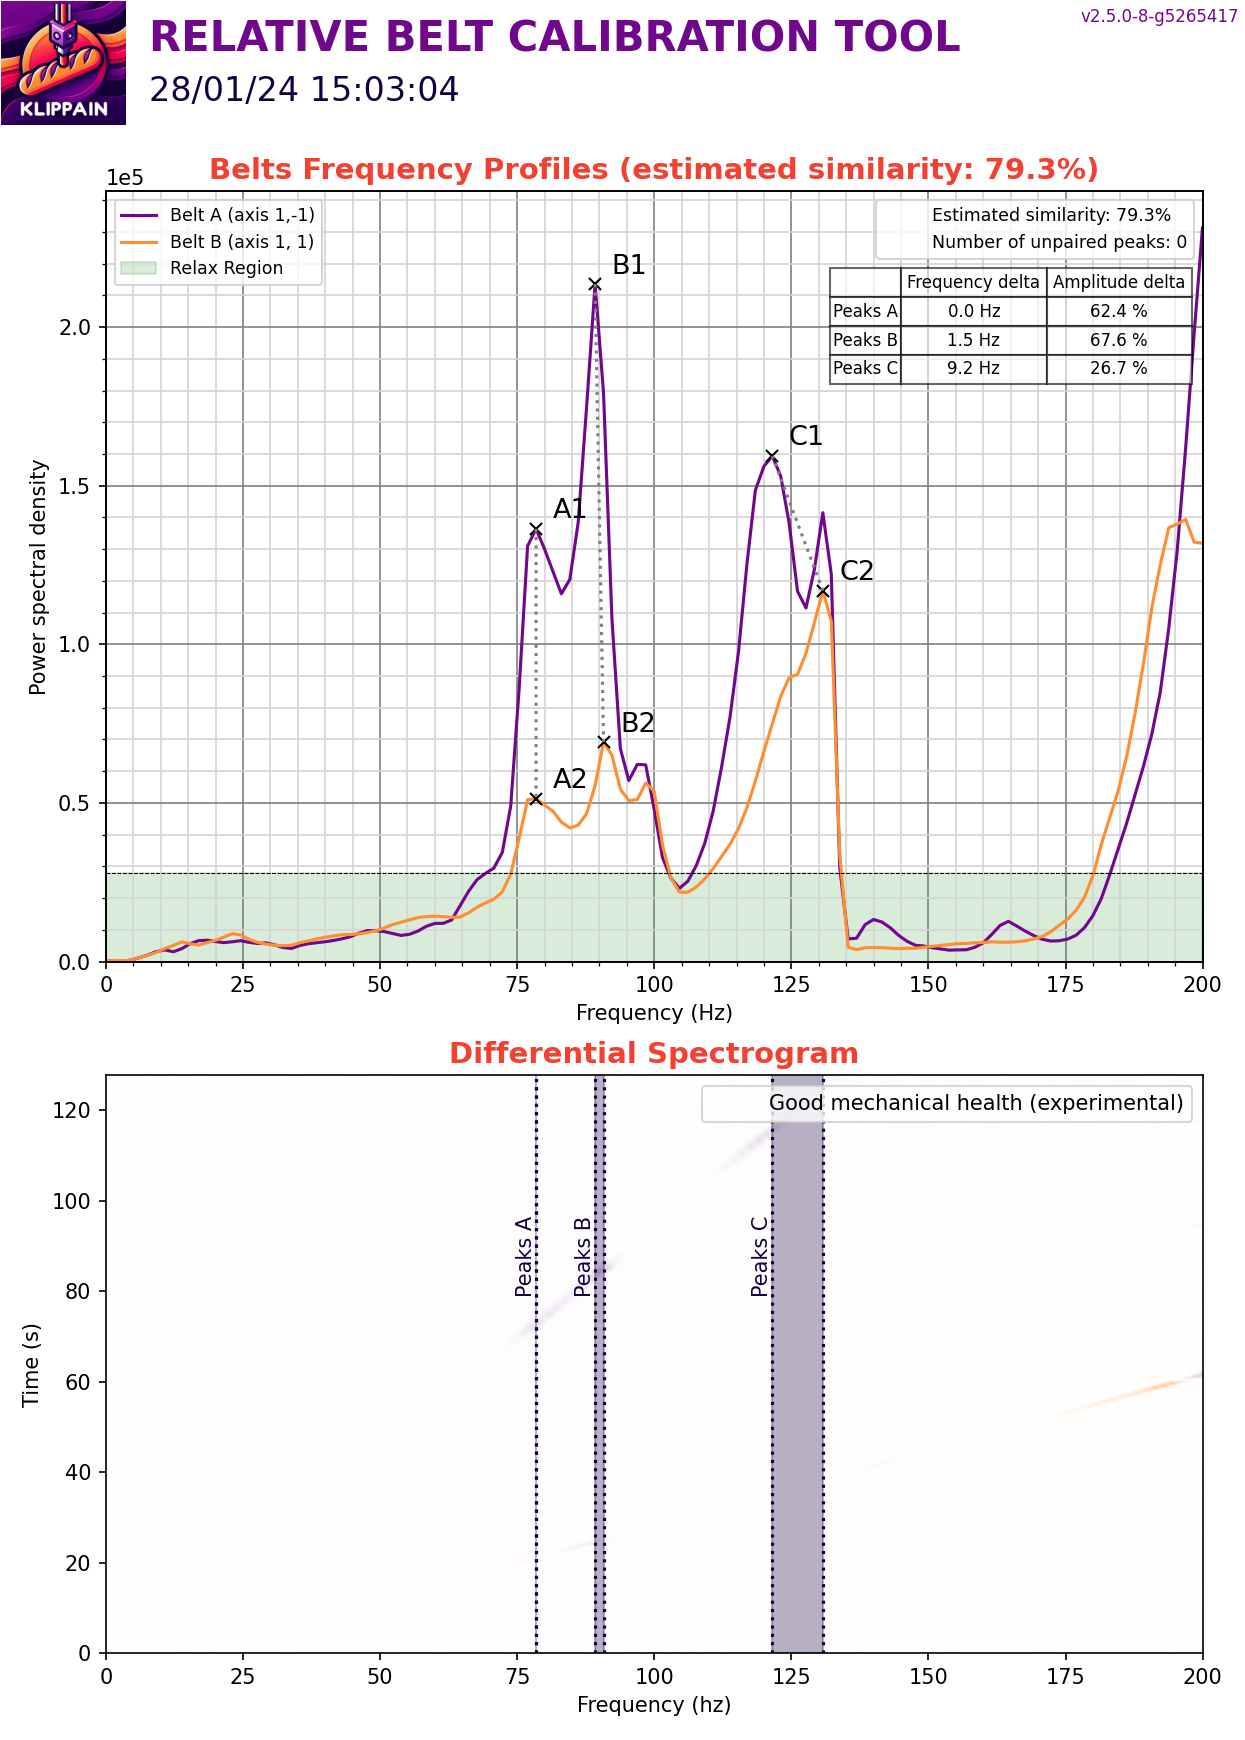 KLIPPAIN
RELATIVE BELT CALIBRATION TOOL
v2.5.0-8-g5265417
28/01/24 15:03:04
Belts Frequency Profiles (estimated similarity: 79.3%)
1e5
Belt A (axis 1,-1)
Belt B (axis 1, 1)
Relax Region
Estimated similarity: 79.3%
Number of unpaired peaks: 0
Frequency delta Amplitude delta
Peaks A 0.0 Hz 62.4 %
Peaks B 1.5 Hz 67.6 %
Peaks C 9.2 Hz 26.7 %
B1
C1
A1
C2
B2
A2
2.0
1.5
1.0
0.5
0.0
Power spectral density
0 25 50 75 100 125 150 175 200
Frequency (Hz)
Differential Spectrogram
Good mechanical health (experimental)
Peaks A
Peaks B
Peaks C
120
100
80
60
40
20
0
Time (s)
0 25 50 75 100 125 150 175 200
Frequency (hz)